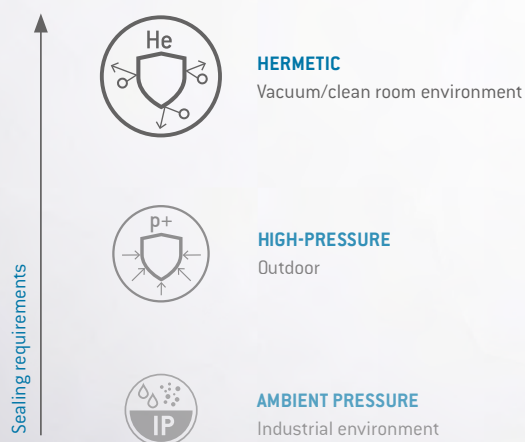 He
HERMETIC
Vacuum/clean room environment
p+
HIGH-PRESSURE
Outdoor
Sealing requirements
IP
AMBIENT PRESSURE
Industrial environment